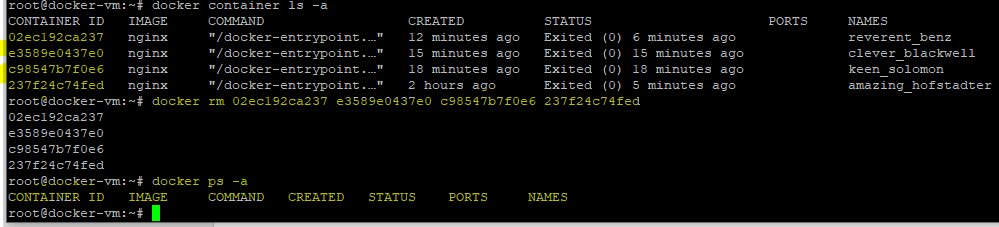 root@docker-vm:~# docker container ls -a
CONTAINER ID   IMAGE     COMMAND                  CREATED          STATUS                      PORTS     NAMES
02ec192ca237   nginx     "/docker-entrypoint.…"   12 minutes ago   Exited (0) 6 minutes ago              reverent_benz
e3589e0437e0   nginx     "/docker-entrypoint.…"   15 minutes ago   Exited (0) 15 minutes ago             clever_blackwell
c98547b7f0e6   nginx     "/docker-entrypoint.…"   18 minutes ago   Exited (0) 18 minutes ago             keen_solomon
237f24c74fed   nginx     "/docker-entrypoint.…"   2 hours ago      Exited (0) 5 minutes ago              amazing_hofstadter
root@docker-vm:~# docker rm 02ec192ca237 e3589e0437e0 c98547b7f0e6 237f24c74fed
02ec192ca237
e3589e0437e0
c98547b7f0e6
237f24c74fed
root@docker-vm:~# docker ps -a
CONTAINER ID   IMAGE     COMMAND   CREATED   STATUS    PORTS     NAMES
root@docker-vm:~#